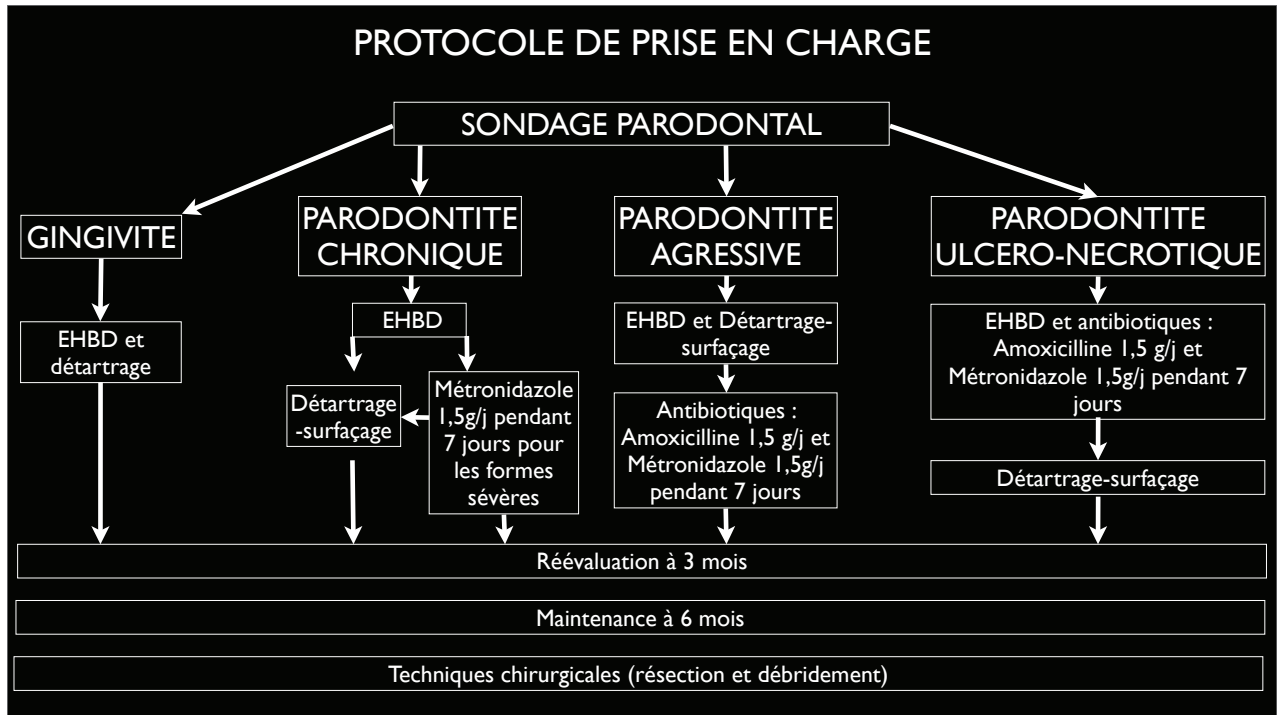 PROTOCOLE DE PRISE EN CHARGE
SONDAGE PARODONTAL
GINGIVITE
EHBD et
détartrage
PARODONTITE
CHRONIQUE
EHBD
Détartrage
-surfaçage
Métronidazole
1,5g/j pendant
7 jours pour
les formes
sévères
PARODONTITE
AGRESSIVE
EHBD et Détartrage-
surfaçage
Antibiotiques :
Amoxicilline 1,5 g/j et
Métronidazole 1,5g/j
pendant 7 jours
PARODONTITE
ULCERO-NECROTIQUE
EHBD et antibiotiques :
Amoxicilline 1,5 g/j et
Métronidazole 1,5g/j pendant 7
jours
Détartrage-surfaçage
Réévaluation à 3 mois
Maintenance à 6 mois
Techniques chirurgicales (résection et débridement)